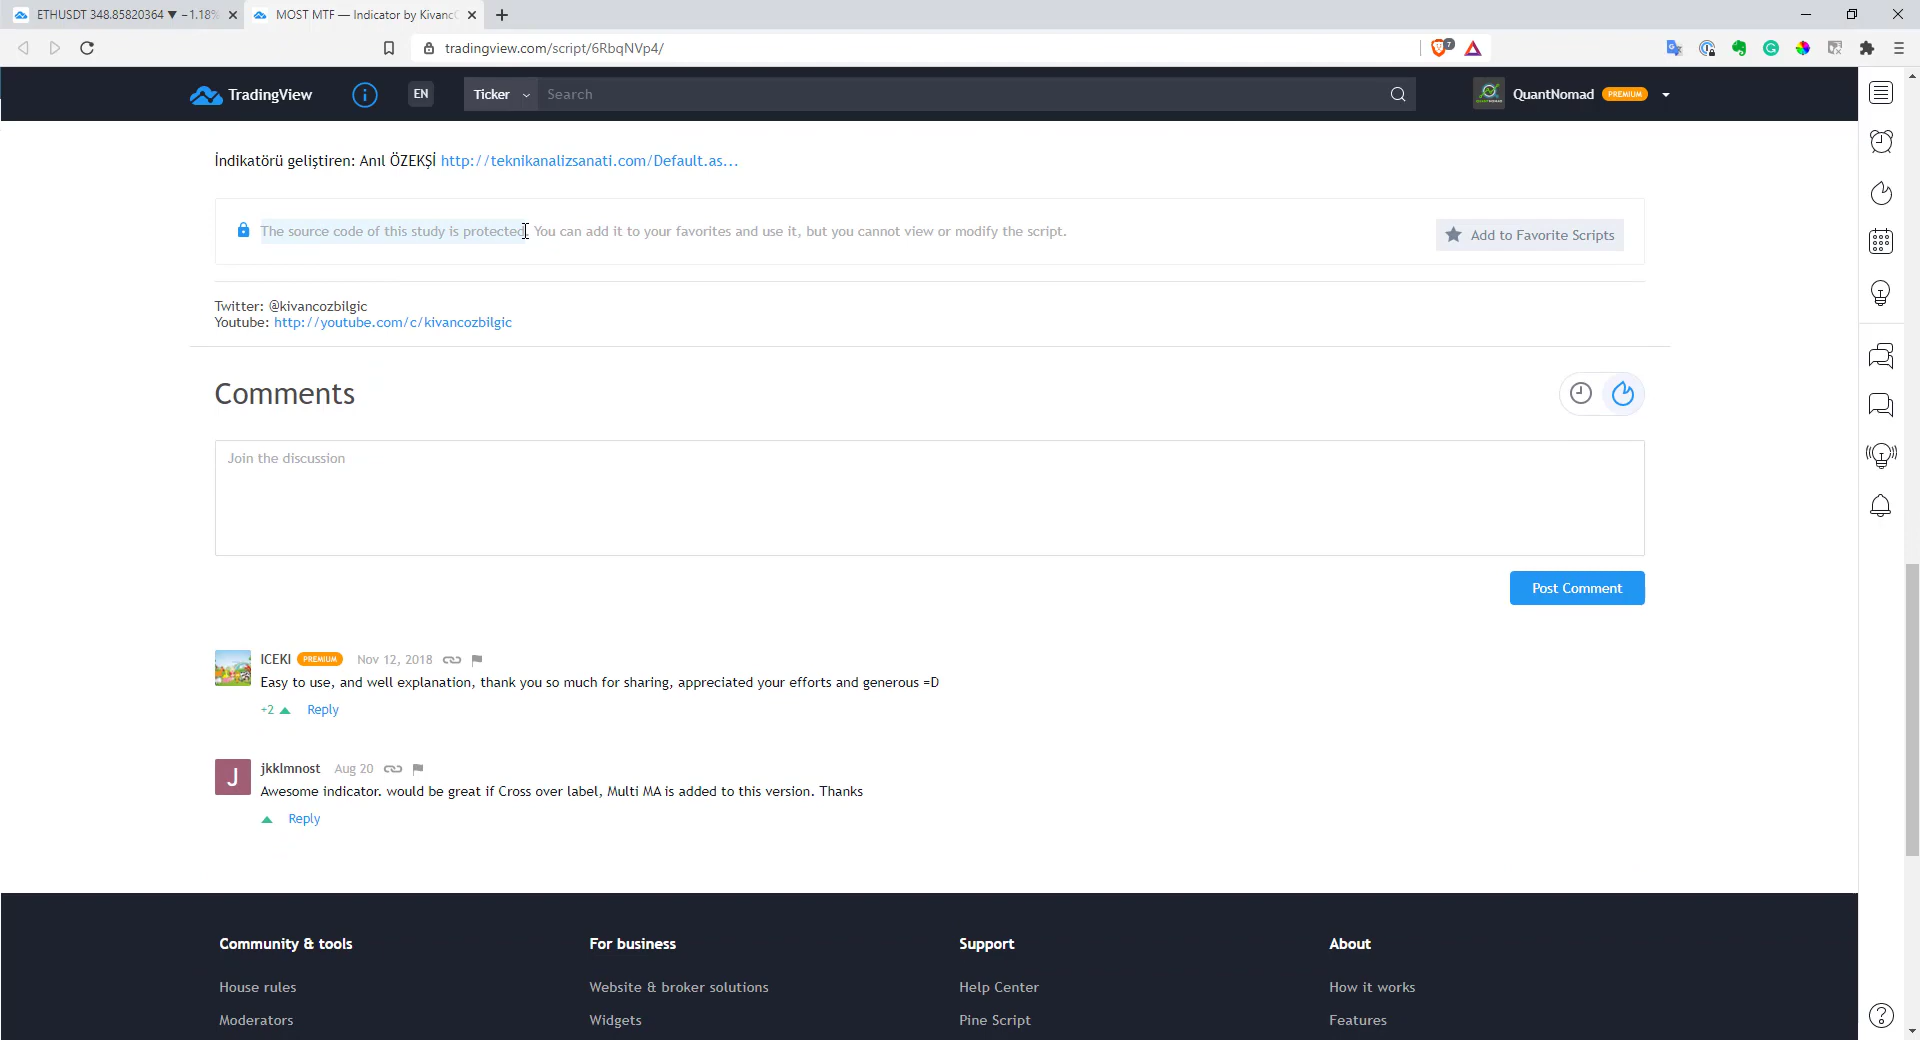 ETHUSDT 348.85820364 ▼ −1.18%
MOST MTF — Indicator by Kivanc
tradingview.com/script/6RbqNVp4/
7
TradingView
EN
Ticker
Search
QuantNomad PREMIUM
İndikatörü geliştiren: Anıl ÖZEKŞİ http://teknikanalizsanati.com/Default.as...
The source code of this study is protected. You can add it to your favorites and use it, but you cannot view or modify the script.
Add to Favorite Scripts
Twitter: @kivancozbilgic
Youtube: http://youtube.com/c/kivancozbilgic
Comments
Join the discussion
Post Comment
ICEKI PREMIUM Nov 12, 2018
Easy to use, and well explanation, thank you so much for sharing, appreciated your efforts and generous =D
+2 Reply
J
jkklmnost Aug 20
Awesome indicator. would be great if Cross over label, Multi MA is added to this version. Thanks
Reply
Community & tools
For business
Support
About
House rules
Website & broker solutions
Help Center
How it works
Moderators
Widgets
Pine Script
Features